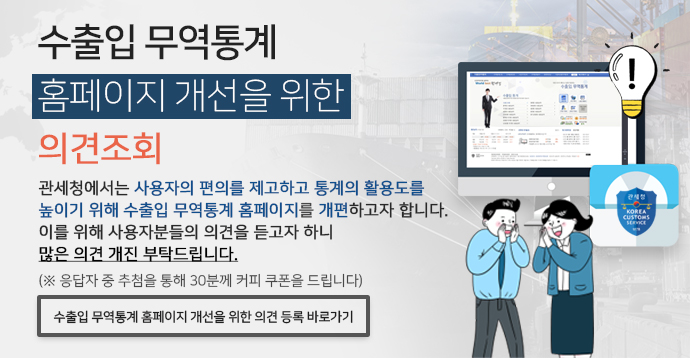 수출입 무역통계
홈페이지 개선을 위한
의견조회
관세청에서는 사용자의 편의를 제고하고 통계의 활용도를
높이기 위해 수출입 무역통계 홈페이지를 개편하고자 합니다.
이를 위해 사용자분들의 의견을 듣고자 하니
많은 의견 개진 부탁드립니다.
(※ 응답자 중 추첨을 통해 30분께 커피 쿠폰을 드립니다)
수출입 무역통계 홈페이지 개선을 위한 의견 등록 바로가기
수출입 무역통계
!
관세청
KOREA
CUSTOMS
SERVICE